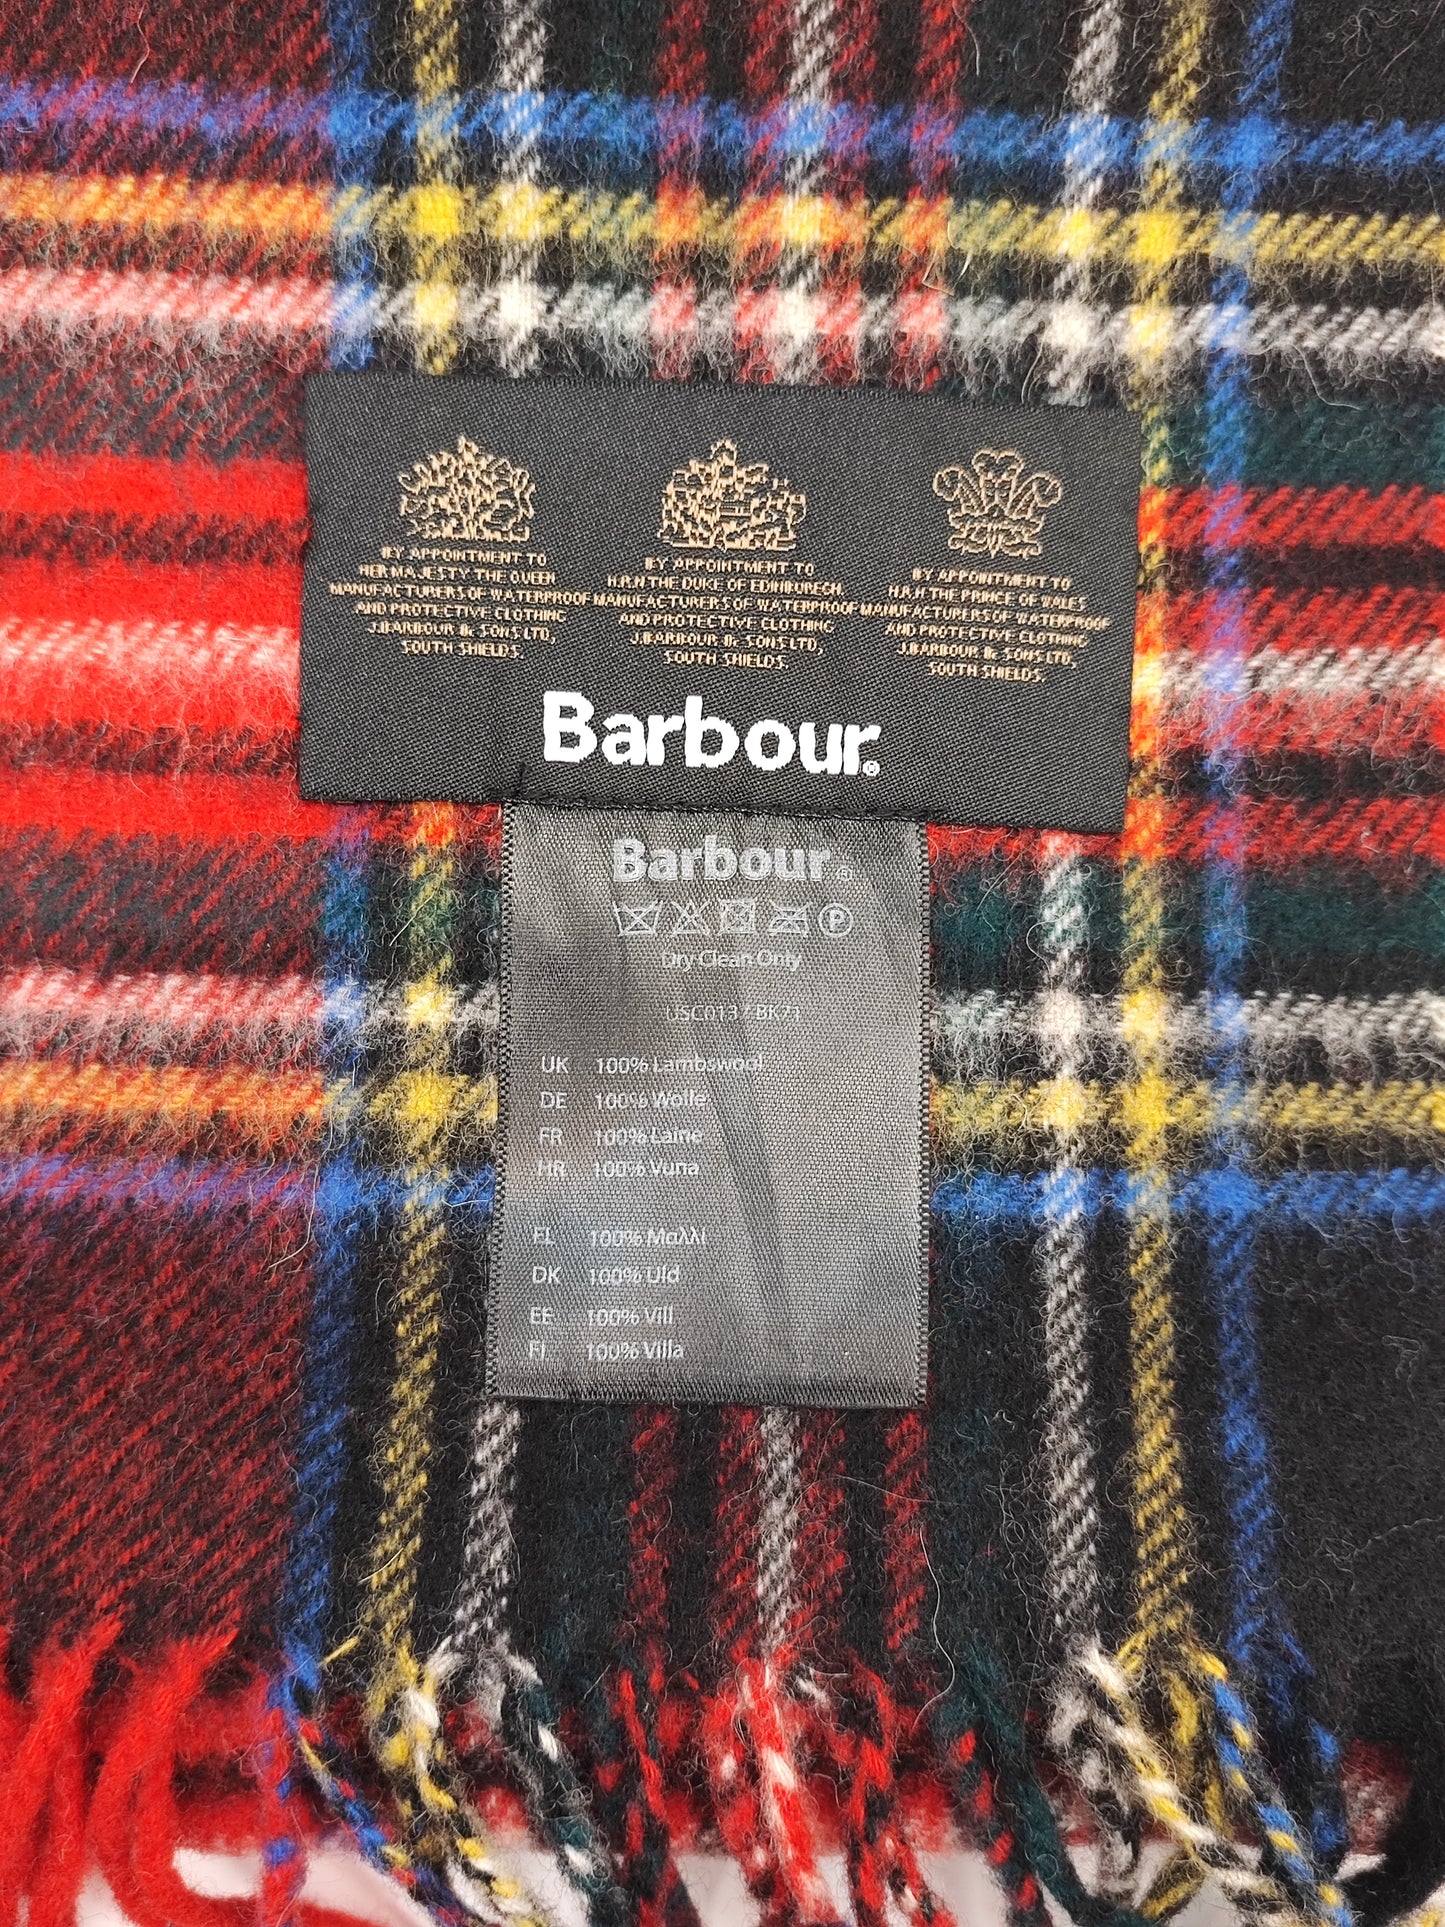 BY APPOINTMENT TO
HER MAJESTY THE QUEEN
MANUFACTURERS OF WATERPROOF
AND PROTECTIVE CLOTHING
J.BARBOUR & SONS LTD,
SOUTH SHIELDS.
BY APPOINTMENT TO
H.R.H THE DUKE OF EDINBURGH,
MANUFACTURERS OF WATERPROOF
AND PROTECTIVE CLOTHING
J.BARBOUR & SONS LTD,
SOUTH SHIELDS.
BY APPOINTMENT TO
H.R.H THE PRINCE OF WALES
MANUFACTURERS OF WATERPROOF
AND PROTECTIVE CLOTHING
J.BARBOUR & SONS LTD,
SOUTH SHIELDS.
Barbour®
Barbour®
P
Dry Clean Only
USC0137BK71
UK 100% Lambswool
DE 100% Wolle
FR 100% Laine
HR 100% Vuna
EL 100% Μαλλί
DK 100% Uld
EE 100% Vill
FI 100% Villa